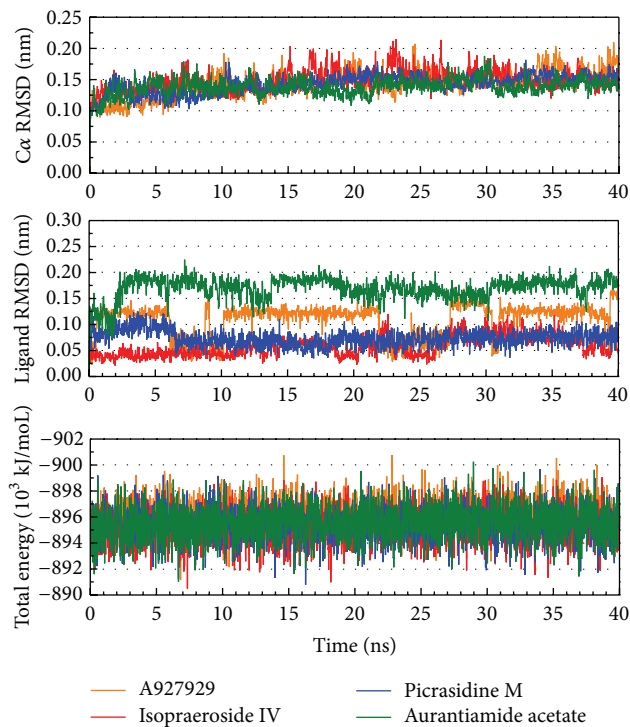 Cα RMSD (nm)
0.25
0.20
0.15
0.10
0.05
0.00
0 5 10 15 20 25 30 35 40
Ligand RMSD (nm)
0.30
0.25
0.20
0.15
0.10
0.05
0.00
0 5 10 15 20 25 30 35 40
Total energy (10³ kJ/moL)
−902
−900
−898
−896
−894
−892
−890
0 5 10 15 20 25 30 35 40
Time (ns)
A927929
Isopraeroside IV
Picrasidine M
Aurantiamide acetate